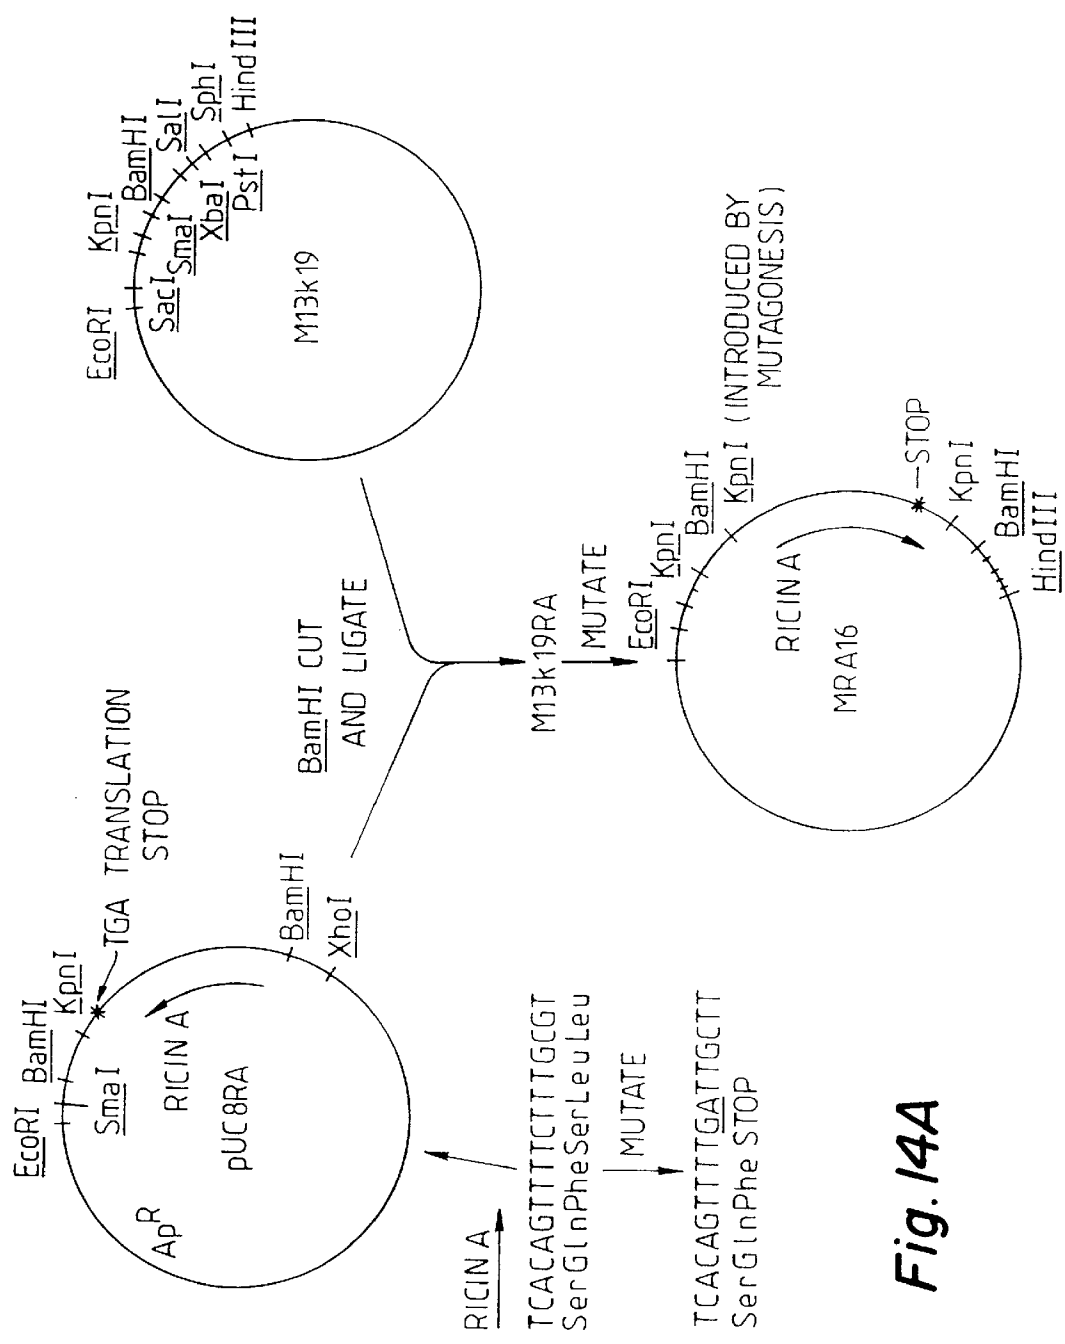 EcoRI
BamHI
KpnI
TGA TRANSLATION
STOP
SmaI
ApR
RICIN A
pUC8RA
BamHI
XhoI
RICIN A
TCACAGTTTTCTTTGCGT
SerGlnPheSerLeuLeu
MUTATE
TCACAGTTTTGATTGCTT
SerGlnPhe STOP
EcoRI
KpnI
BamHI
SalI
SphI
HindIII
SacI
SmaI
XbaI
PstI
M13k19
BamHI CUT
AND LIGATE
M13k19RA
MUTATE
EcoRI
KpnI
BamHI
KpnI (INTRODUCED BY
MUTAGONESIS)
RICIN A
MRA16
STOP
KpnI
BamHI
HindIII
Fig. 14A